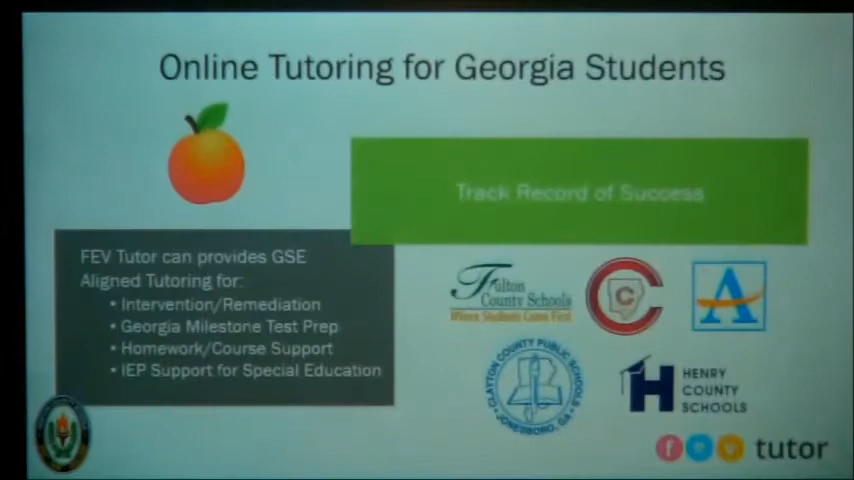 Online Tutoring for Georgia Students
Track Record of Success
FEV Tutor can provides GSE
Aligned Tutoring for:
• Intervention/Remediation
• Georgia Milestone Test Prep
• Homework/Course Support
• IEP Support for Special Education
Fulton
County Schools
Where Students Come First
C
A
CLAYTON COUNTY PUBLIC SCHOOLS
JONESBORO, GA
H HENRY
COUNTY
SCHOOLS
fev tutor